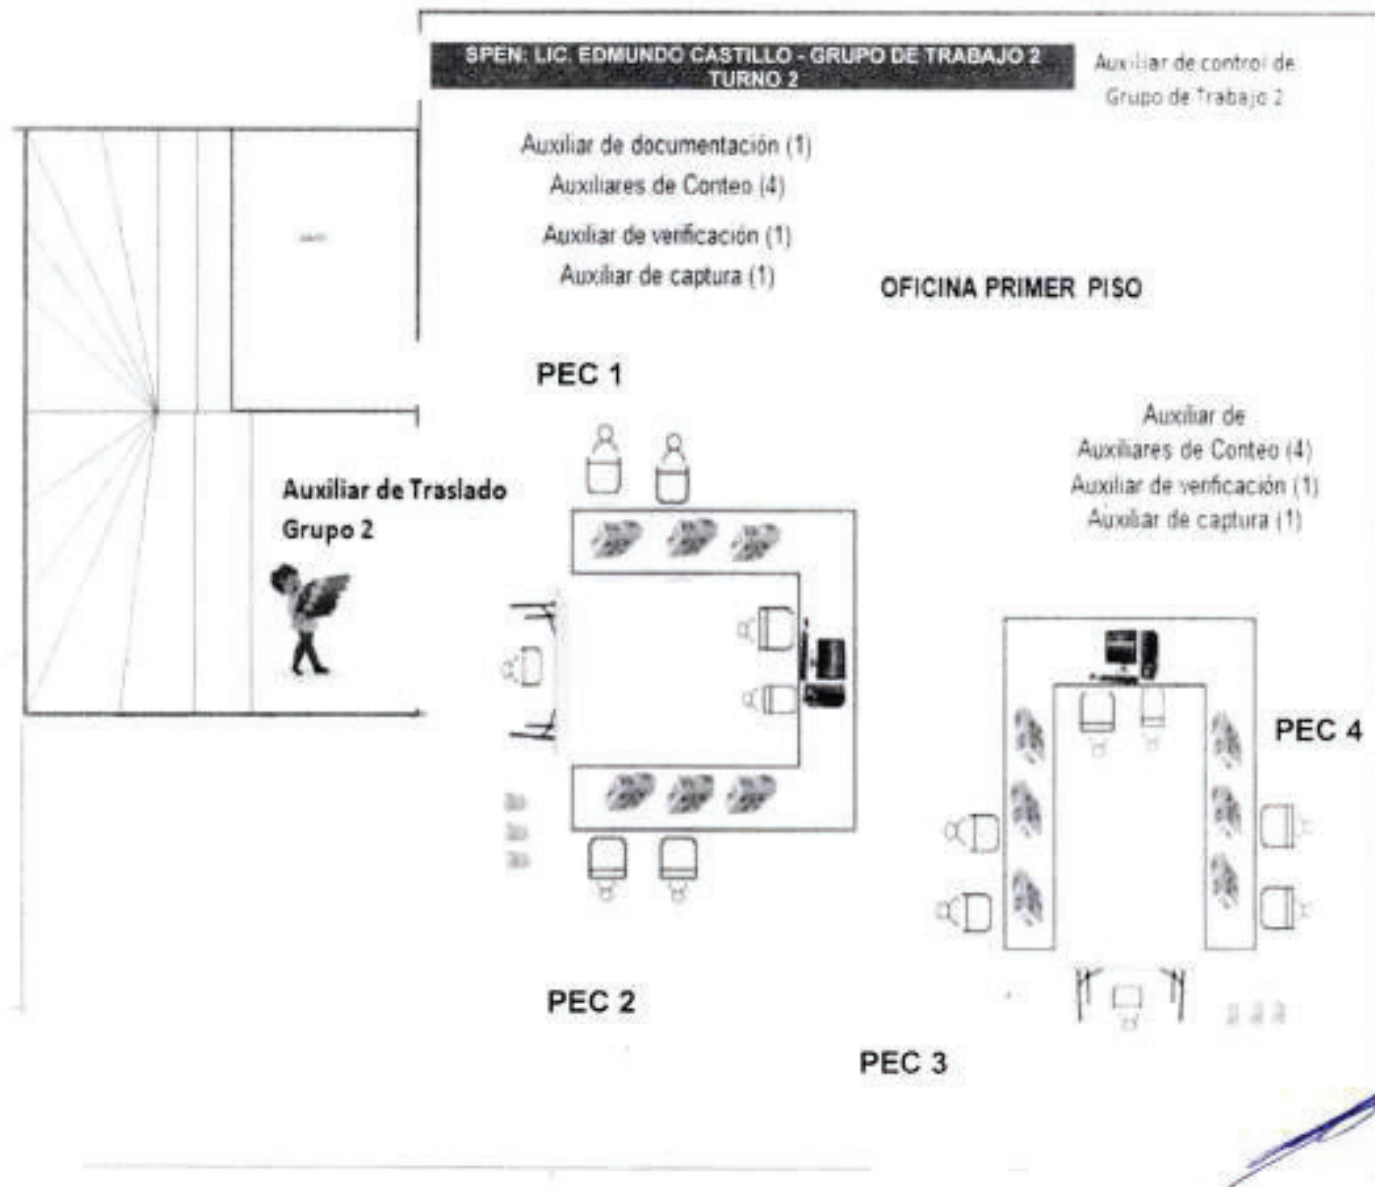 SPEN: LIC. EDMUNDO CASTILLO - GRUPO DE TRABAJO 2
TURNO 2
Auxiliar de control de
Grupo de Trabajo 2
Auxiliar de documentación (1)
Auxiliares de Conteo (4)
Auxiliar de verificación (1)
Auxiliar de captura (1)
OFICINA PRIMER PISO
PEC 1
Auxiliar de
Auxiliares de Conteo (4)
Auxiliar de verificación (1)
Auxiliar de captura (1)
Auxiliar de Traslado
Grupo 2
PEC 4
PEC 2
PEC 3